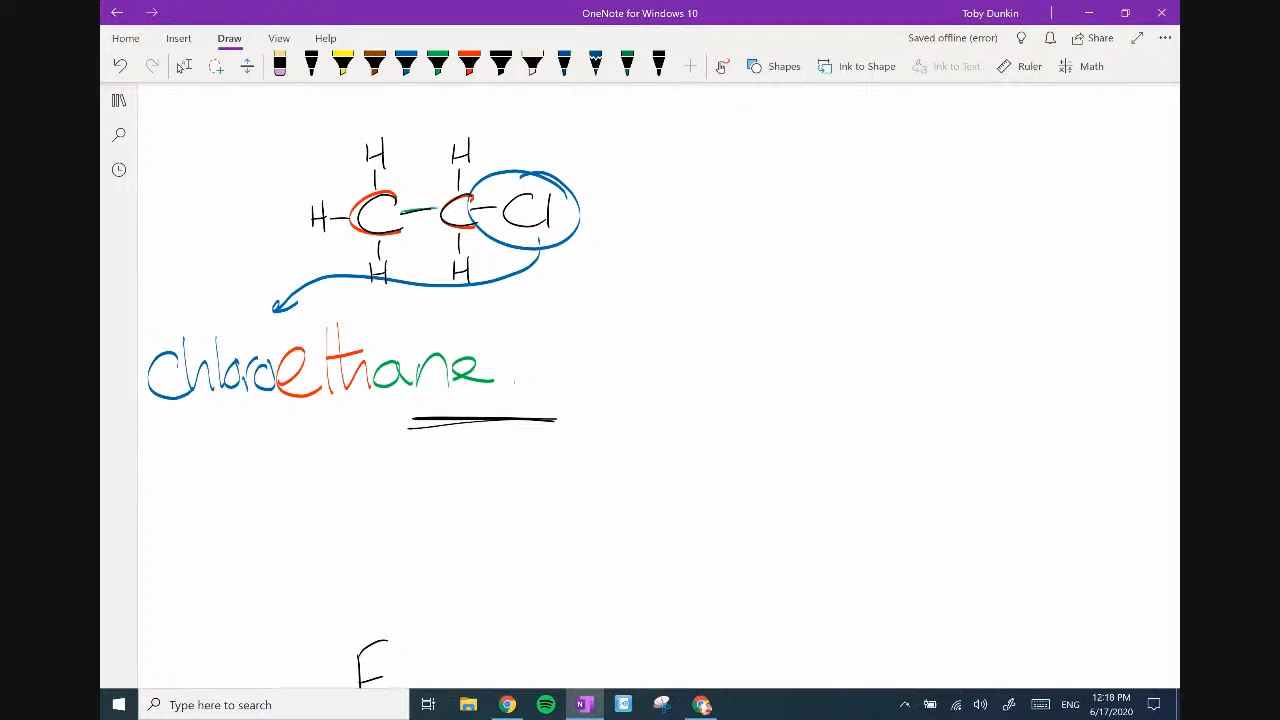 OneNote for Windows 10
Toby Dunkin
Home Insert Draw View Help
Saved offline (error)
Share
Shapes
Ink to Shape
Ink to Text
Ruler
Math
H H
H-C-C-Cl
H H
chloroethane
F
Type here to search
ENG
12:18 PM
6/17/2020